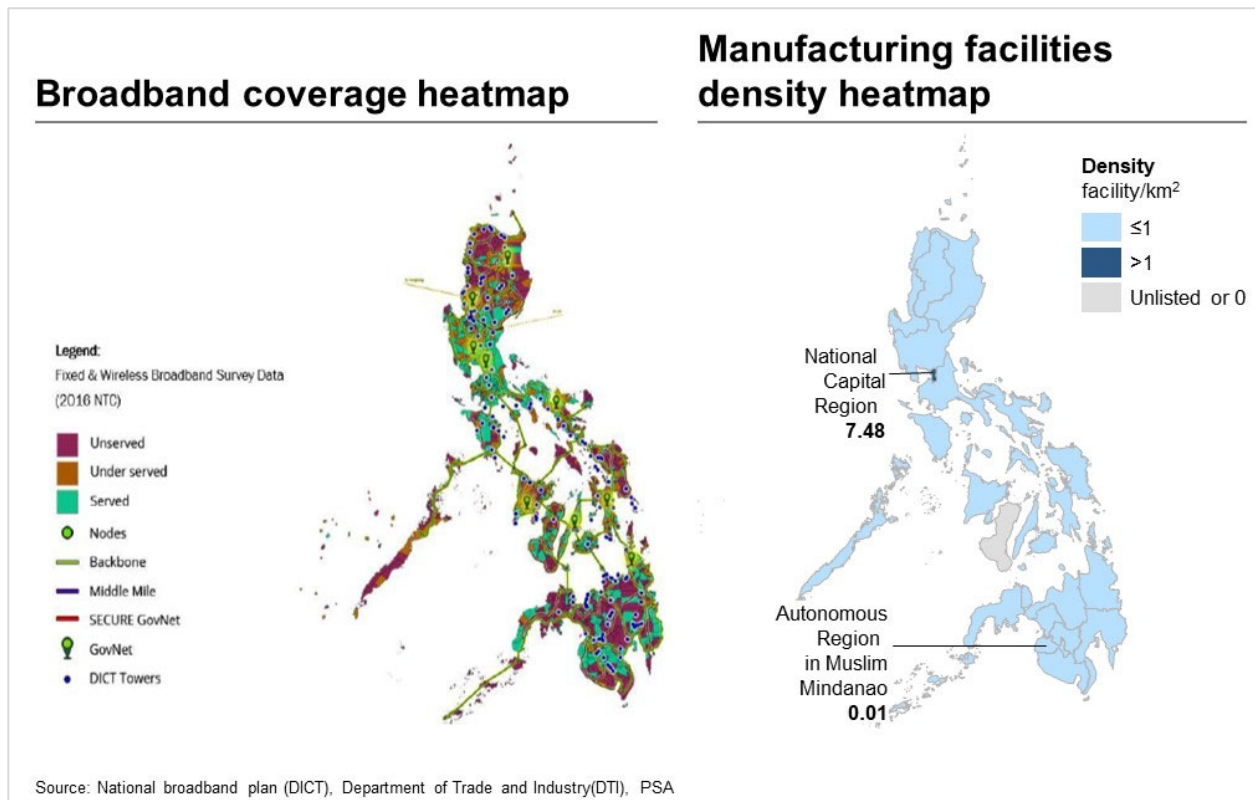 Broadband coverage heatmap
Manufacturing facilities
density heatmap
Legend:
Fixed & Wireless Broadband Survey Data
(2016 NTC)
Unserved
Under served
Served
Nodes
Backbone
Middle Mile
SECURE GovNet
GovNet
DICT Towers
Density
facility/km²
≤1
>1
Unlisted or 0
National
Capital
Region
7.48
Autonomous
Region
in Muslim
Mindanao
0.01
Source: National broadband plan (DICT), Department of Trade and Industry(DTI), PSA